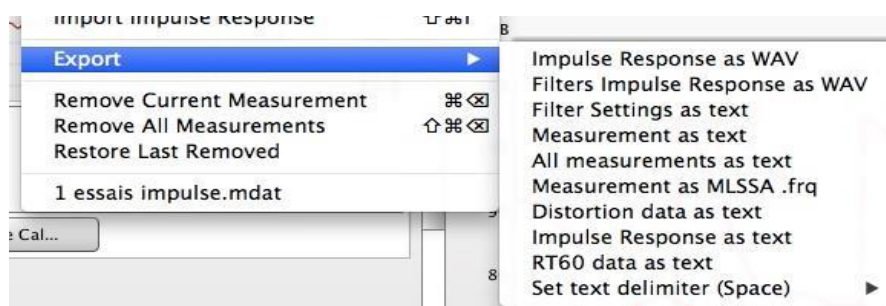 Import Impulse Response ⇧⌘I
B
Export ▶
Impulse Response as WAV
Filters Impulse Response as WAV
Filter Settings as text
Measurement as text
All measurements as text
Measurement as MLSSA .frq
Distortion data as text
Impulse Response as text
RT60 data as text
Set text delimiter (Space) ▶
Remove Current Measurement ⌘⌫
Remove All Measurements ⇧⌘⌫
Restore Last Removed
1 essais impulse.mdat
Cal...
8